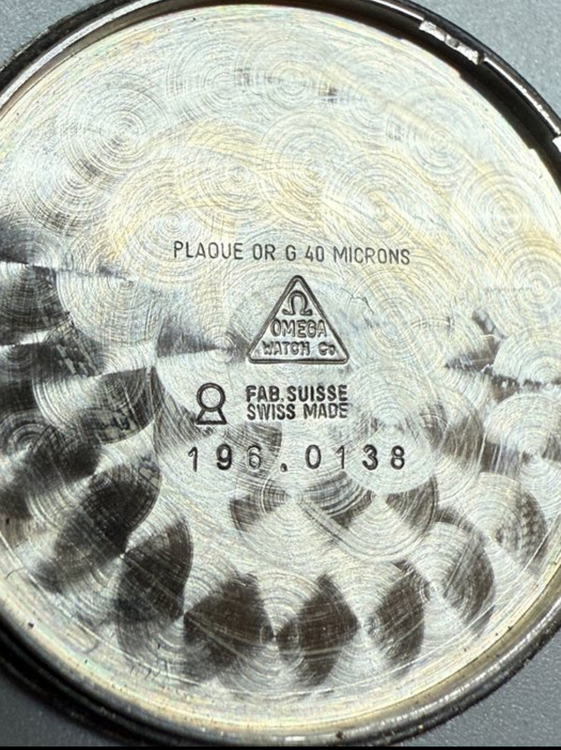 PLAQUE OR G 40 MICRONS
Ω
OMEGA
WATCH Co
FAB. SUISSE
SWISS MADE
196.0138